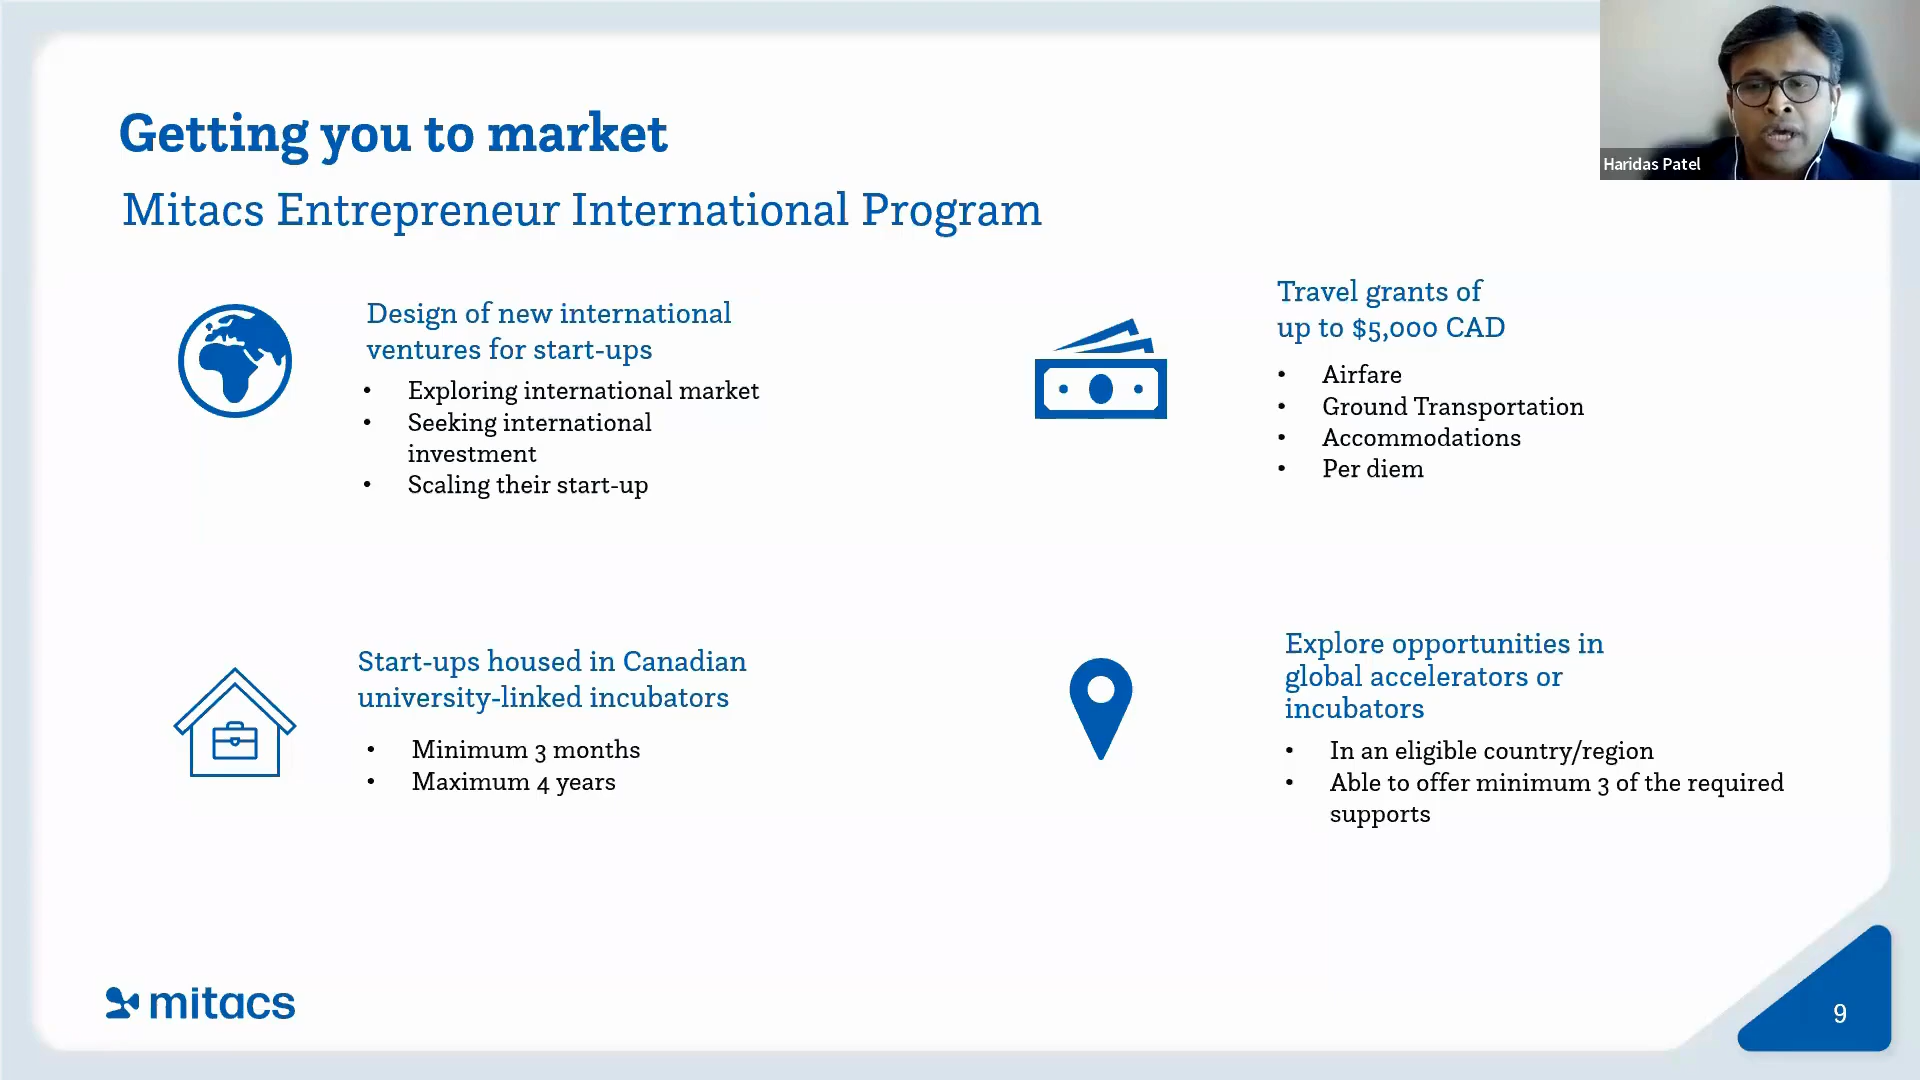 Getting you to market
Mitacs Entrepreneur International Program
Design of new international
ventures for start-ups
• Exploring international market
• Seeking international
investment
• Scaling their start-up
Travel grants of
up to $5,000 CAD
• Airfare
• Ground Transportation
• Accommodations
• Per diem
Start-ups housed in Canadian
university-linked incubators
• Minimum 3 months
• Maximum 4 years
Explore opportunities in
global accelerators or
incubators
• In an eligible country/region
• Able to offer minimum 3 of the required
supports
mitacs
9
Haridas Patel